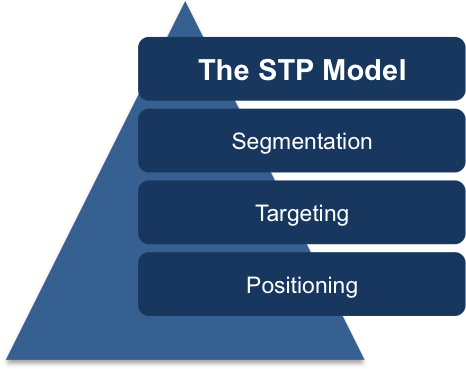 The STP Model
Segmentation
Targeting
Positioning